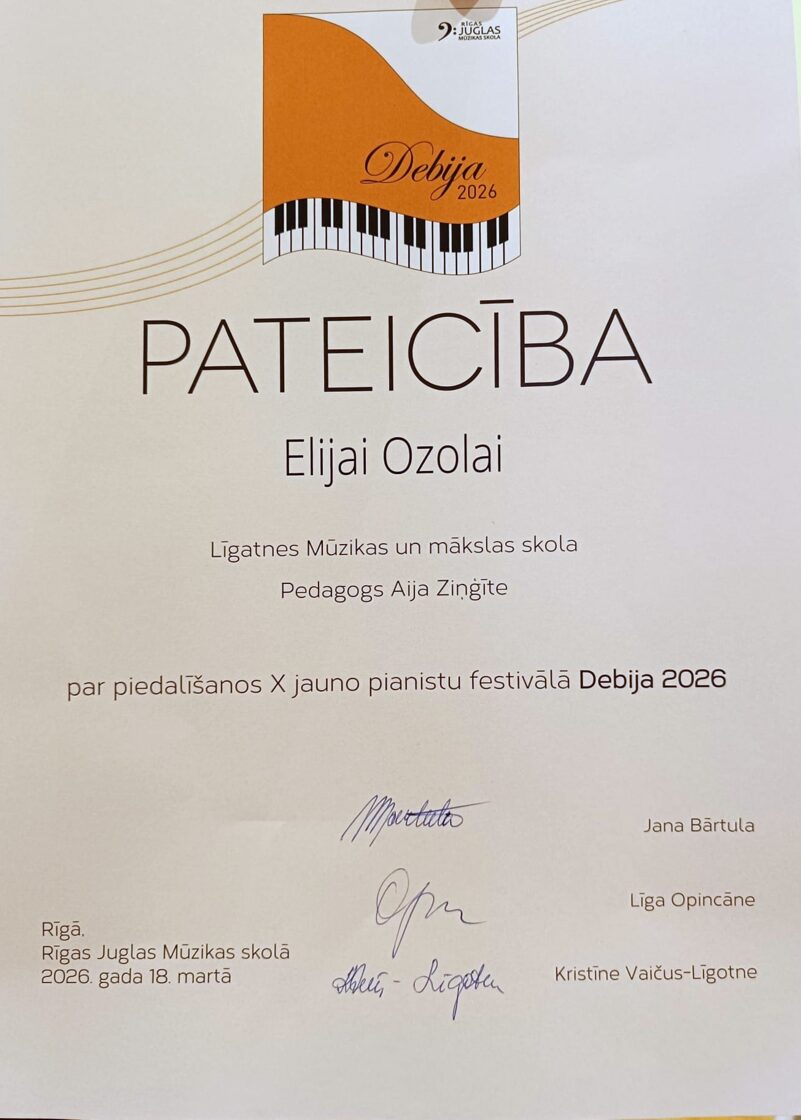 RĪGAS
JUGLAS
MŪZIKAS SKOLA
Debija
2026
PATEICĪBA
Elijai Ozolai
Līgatnes Mūzikas un mākslas skola
Pedagogs Aija Ziņģīte
par piedalīšanos X jauno pianistu festivālā Debija 2026
Jana Bārtula
Līga Opincāne
Kristīne Vaičus-Līgotne
Rīgā,
Rīgas Juglas Mūzikas skolā
2026. gada 18. martā